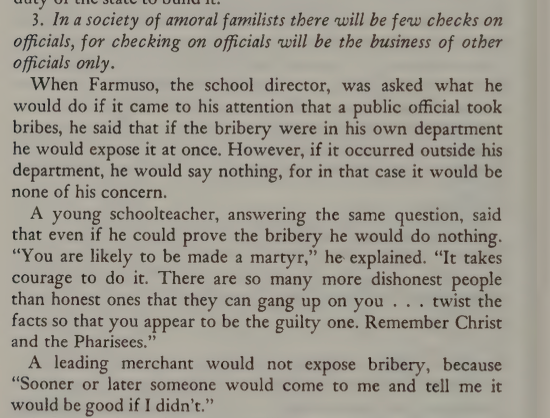 duty of the state to build it.
3. In a society of amoral familists there will be few checks on
officials, for checking on officials will be the business of other
officials only.
When Farmuso, the school director, was asked what he
would do if it came to his attention that a public official took
bribes, he said that if the bribery were in his own department
he would expose it at once. However, if it occurred outside his
department, he would say nothing, for in that case it would be
none of his concern.
A young schoolteacher, answering the same question, said
that even if he could prove the bribery he would do nothing.
“You are likely to be made a martyr,” he explained. “It takes
courage to do it. There are so many more dishonest people
than honest ones that they can gang up on you . . . twist the
facts so that you appear to be the guilty one. Remember Christ
and the Pharisees.”
A leading merchant would not expose bribery, because
“Sooner or later someone would come to me and tell me it
would be good if I didn’t.”